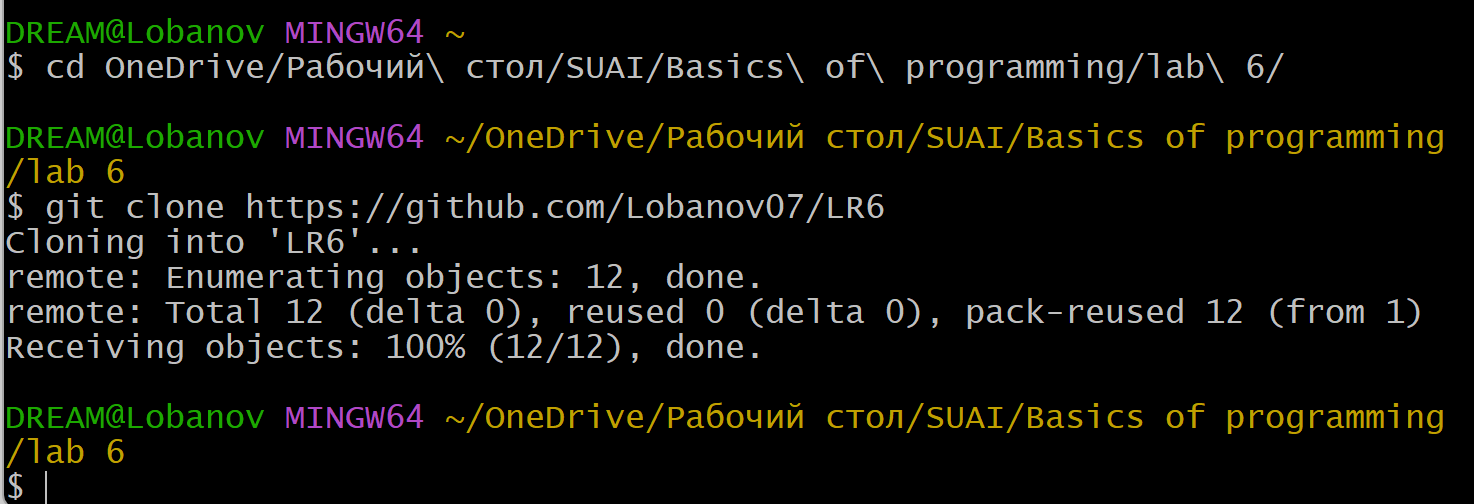 DREAM@Lobanov MINGW64 ~
$ cd OneDrive/Рабочий\ стол/SUAI/Basics\ of\ programming/lab\ 6/
DREAM@Lobanov MINGW64 ~/OneDrive/Рабочий стол/SUAI/Basics of programming
/lab 6
$ git clone https://github.com/Lobanov07/LR6
Cloning into 'LR6'...
remote: Enumerating objects: 12, done.
remote: Total 12 (delta 0), reused 0 (delta 0), pack-reused 12 (from 1)
Receiving objects: 100% (12/12), done.
DREAM@Lobanov MINGW64 ~/OneDrive/Рабочий стол/SUAI/Basics of programming
/lab 6
$